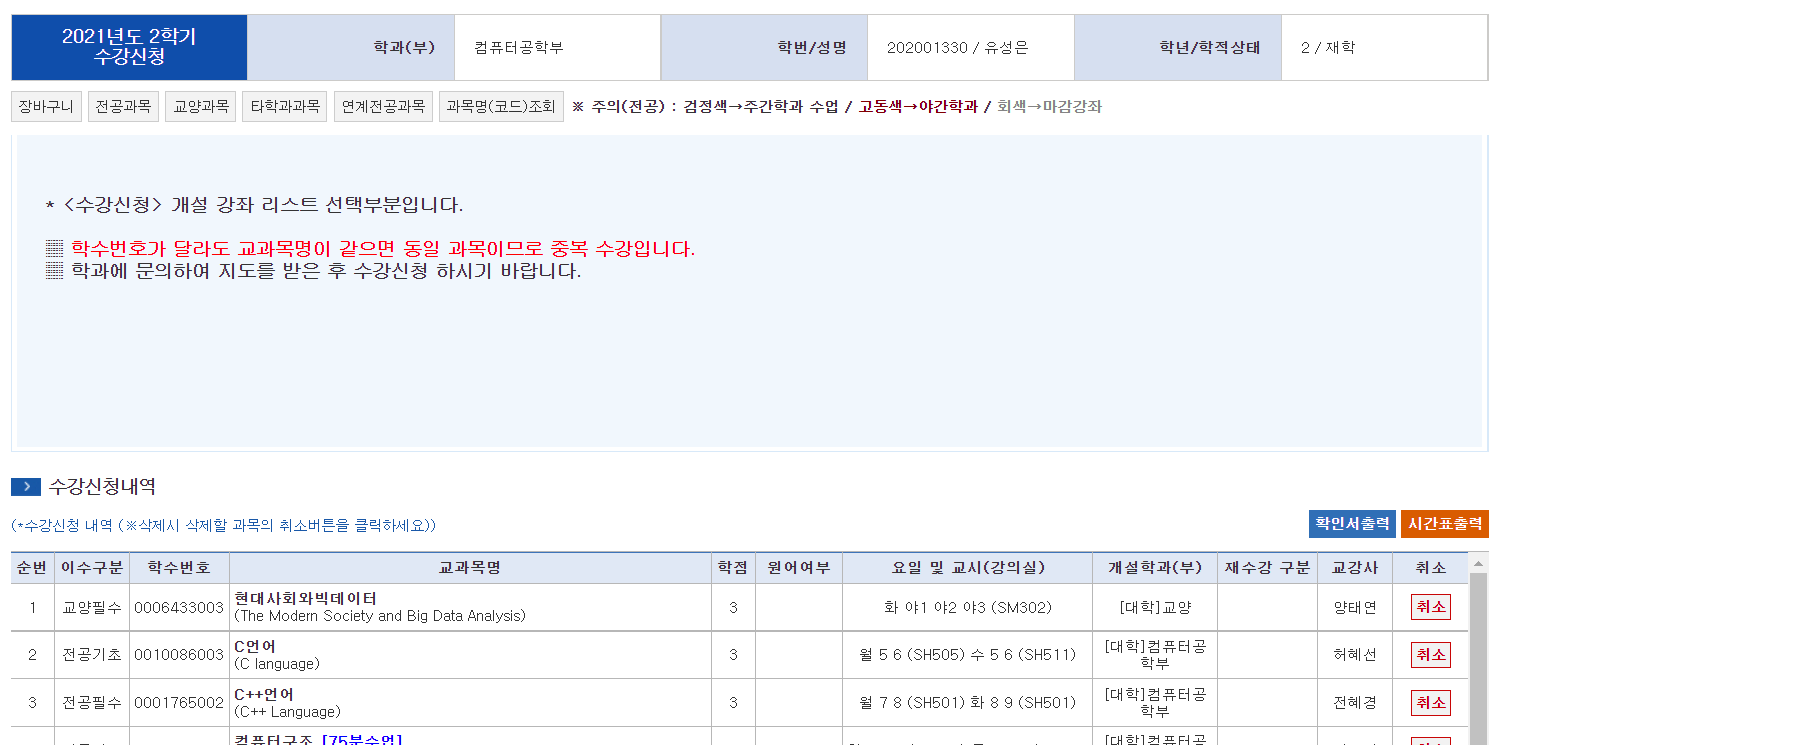 2021년도 2학기
수강신청
학과(부) 컴퓨터공학부 학번/성명 202001330 / 유성은 학년/학적상태 2 / 재학
장바구니 전공과목 교양과목 타학과과목 연계전공과목 과목명(코드)조회 ※ 주의(전공) : 검정색→주간학과 수업 / 고동색→야간학과 / 회색→마감강좌
* <수강신청> 개설 강좌 리스트 선택부분입니다.
▒ 학수번호가 달라도 교과목명이 같으면 동일 과목이므로 중복 수강입니다.
▒ 학과에 문의하여 지도를 받은 후 수강신청 하시기 바랍니다.
수강신청내역
(*수강신청 내역 (※삭제시 삭제할 과목의 취소버튼을 클릭하세요))
확인서출력 시간표출력
순번 이수구분 학수번호 교과목명 학점 원어여부 요일 및 교시(강의실) 개설학과(부) 재수강 구분 교강사 취소
1 교양필수 0006433003 현대사회와빅데이터 3 화 야1 야2 야3 (SM302) [대학]교양 양태연 취소
(The Modern Society and Big Data Analysis)
2 전공기초 0010086003 C언어 3 월 5 6 (SH505) 수 5 6 (SH511) [대학]컴퓨터공 허혜선 취소
(C language) 학부
3 전공필수 0001765002 C++언어 3 월 7 8 (SH501) 화 8 9 (SH501) [대학]컴퓨터공 전혜경 취소
(C++ Language) 학부
컴퓨터구조 [75분수업] [대학]컴퓨터공